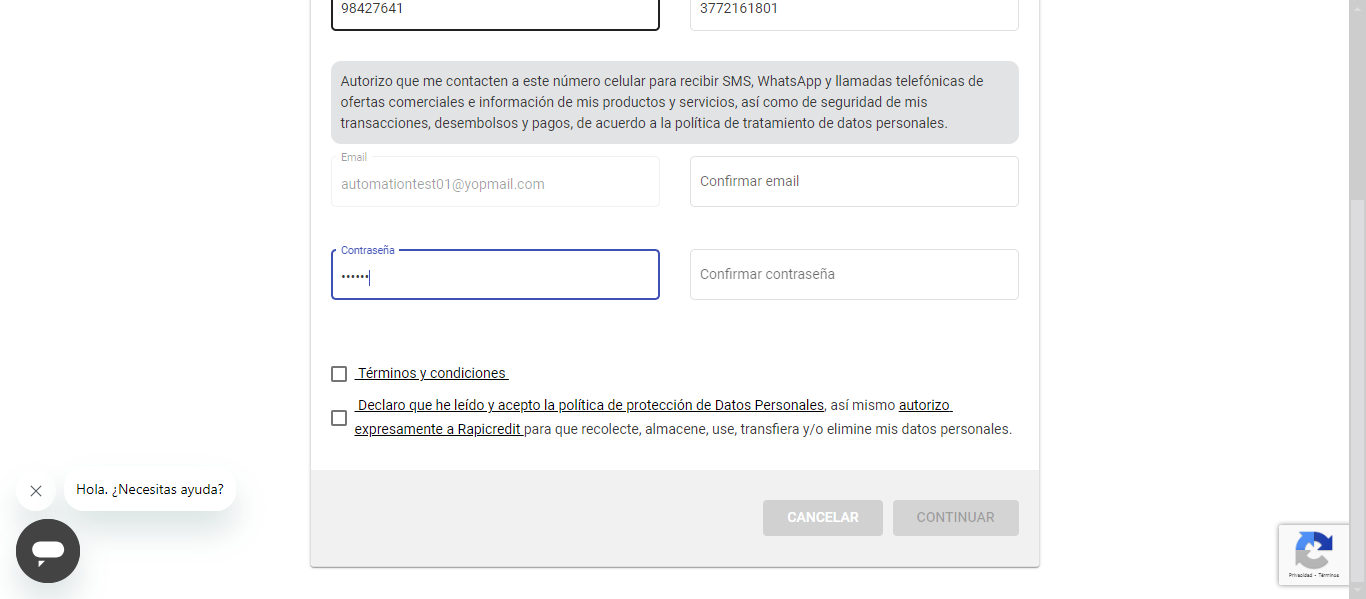 98427641
3772161801
Autorizo que me contacten a este número celular para recibir SMS, WhatsApp y llamadas telefónicas de
ofertas comerciales e información de mis productos y servicios, así como de seguridad de mis
transacciones, desembolsos y pagos, de acuerdo a la política de tratamiento de datos personales.
Email
automationtest01@yopmail.com
Confirmar email
Contraseña
••••••
Confirmar contraseña
Términos y condiciones
Declaro que he leído y acepto la política de protección de Datos Personales, así mismo autorizo
expresamente a Rapicredit para que recolecte, almacene, use, transfiera y/o elimine mis datos personales.
Hola. ¿Necesitas ayuda?
CANCELAR
CONTINUAR
Privacidad - Términos